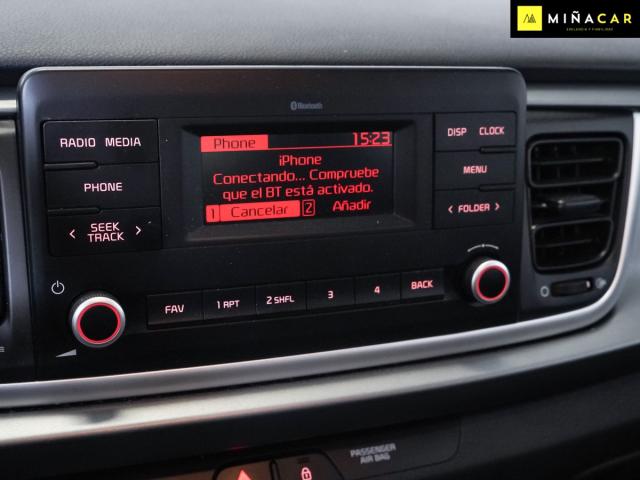 MIÑACAR
Bluetooth
RADIO MEDIA
PHONE
< SEEK TRACK >
Phone 15:23
iPhone
Conectando... Compruebe
que el BT está activado.
1 Cancelar 2 Añadir
DISP CLOCK
MENU
< FOLDER >
FAV
1 RPT
2 SHFL
3
4
BACK
PASSENGER
AIR BAG